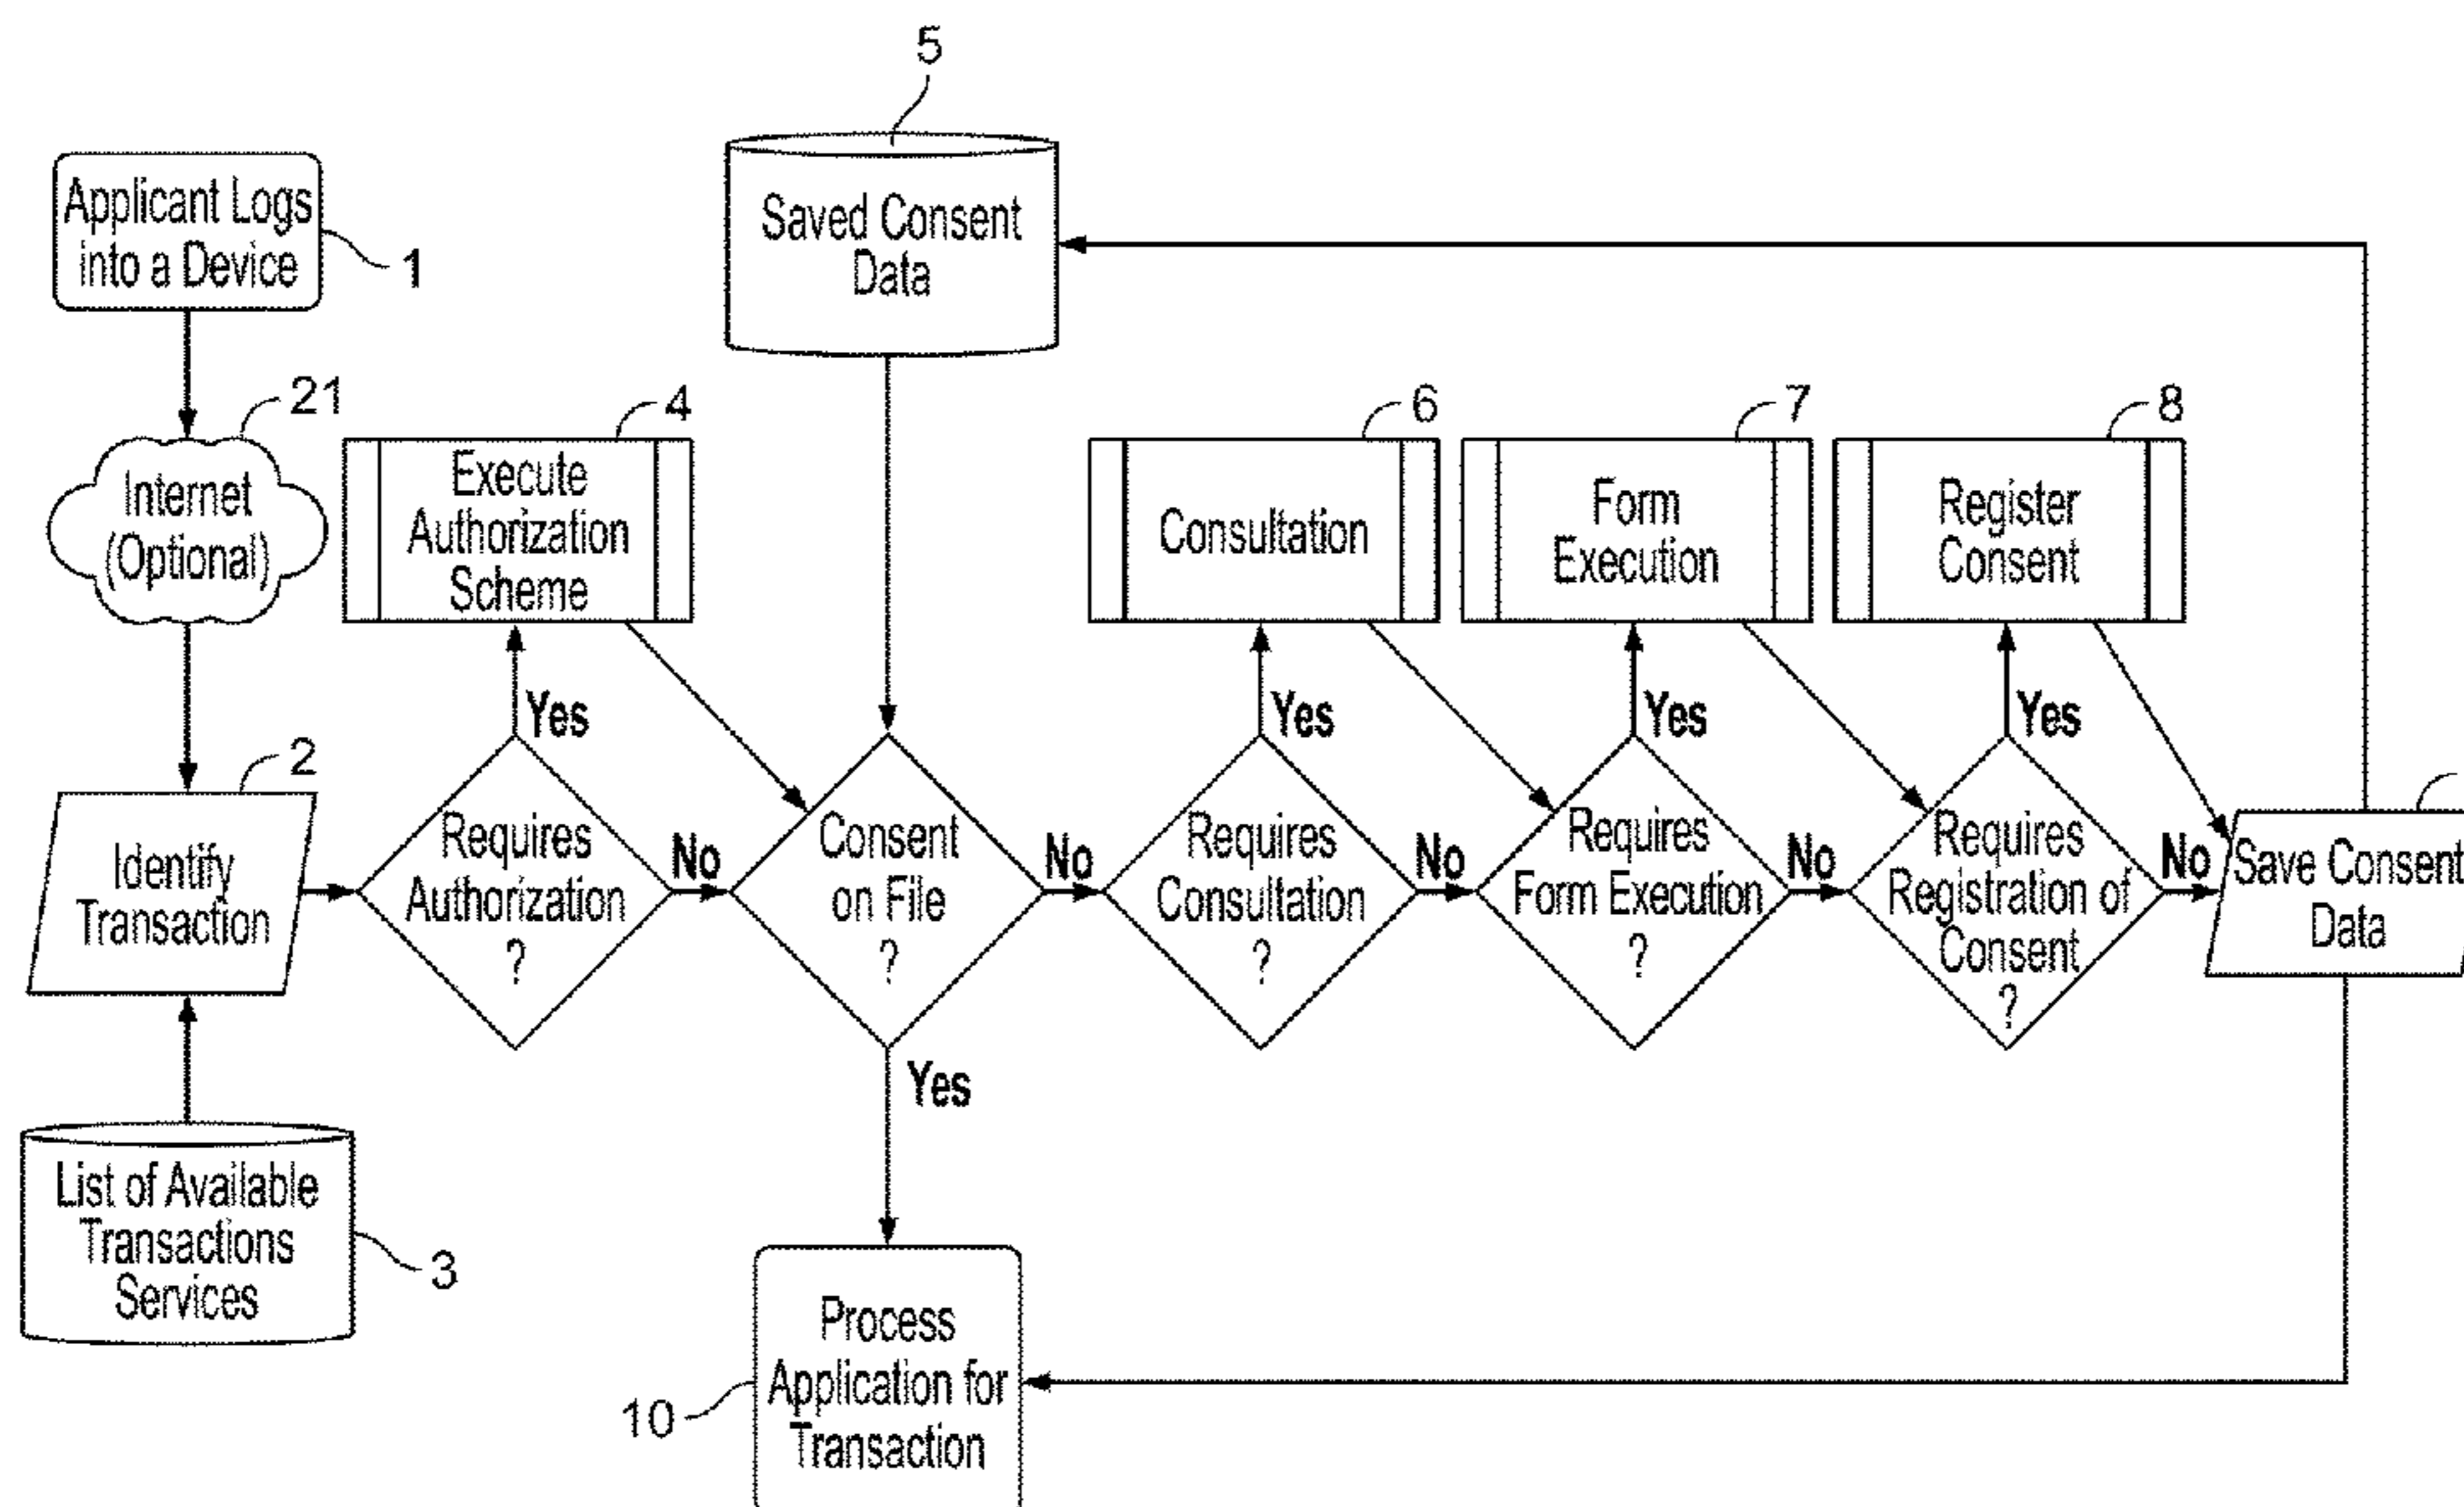 5
Applicant Logs
into a Device
1
Saved Consent
Data
21
Internet
(Optional)
4
Execute
Authorization
Scheme
6
Consultation
7
Form
Execution
8
Register
Consent
Yes
Yes
Yes
Yes
2
Identify
Transaction
Requires
Authorization
?
No
Consent
on File
?
No
Requires
Consultation
?
No
Requires
Form Execution
?
No
Requires
Registration of
Consent
?
No
Save Consent
Data
Yes
List of Available
Transactions
Services
3
Process
Application for
Transaction
10